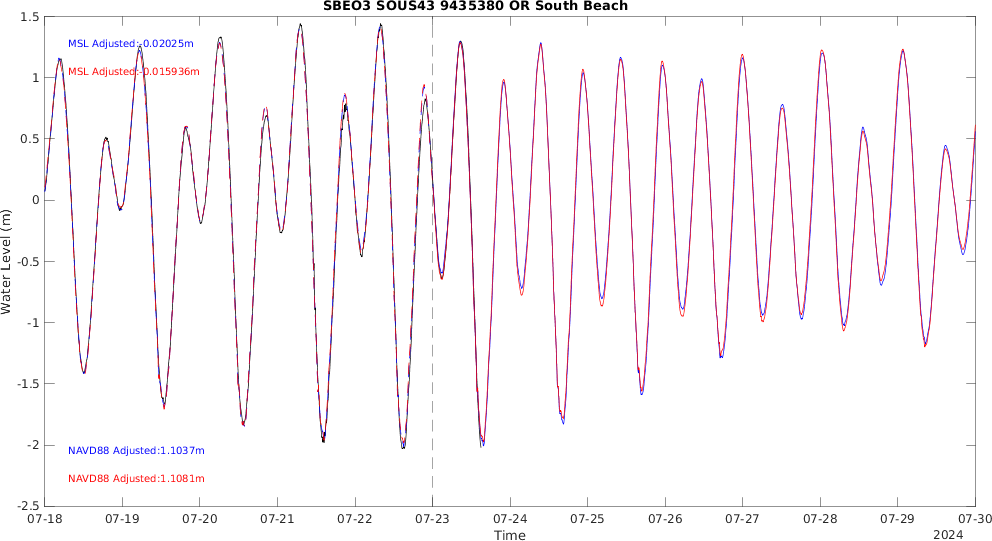 SBEO3 SOUS43 9435380 OR South Beach
1.5
1
0.5
0
-0.5
-1
-1.5
-2
-2.5
Water Level (m)
MSL Adjusted:-0.02025m
MSL Adjusted:-0.015936m
NAVD88 Adjusted:1.1037m
NAVD88 Adjusted:1.1081m
07-18 07-19 07-20 07-21 07-22 07-23 07-24 07-25 07-26 07-27 07-28 07-29 07-30
Time
2024